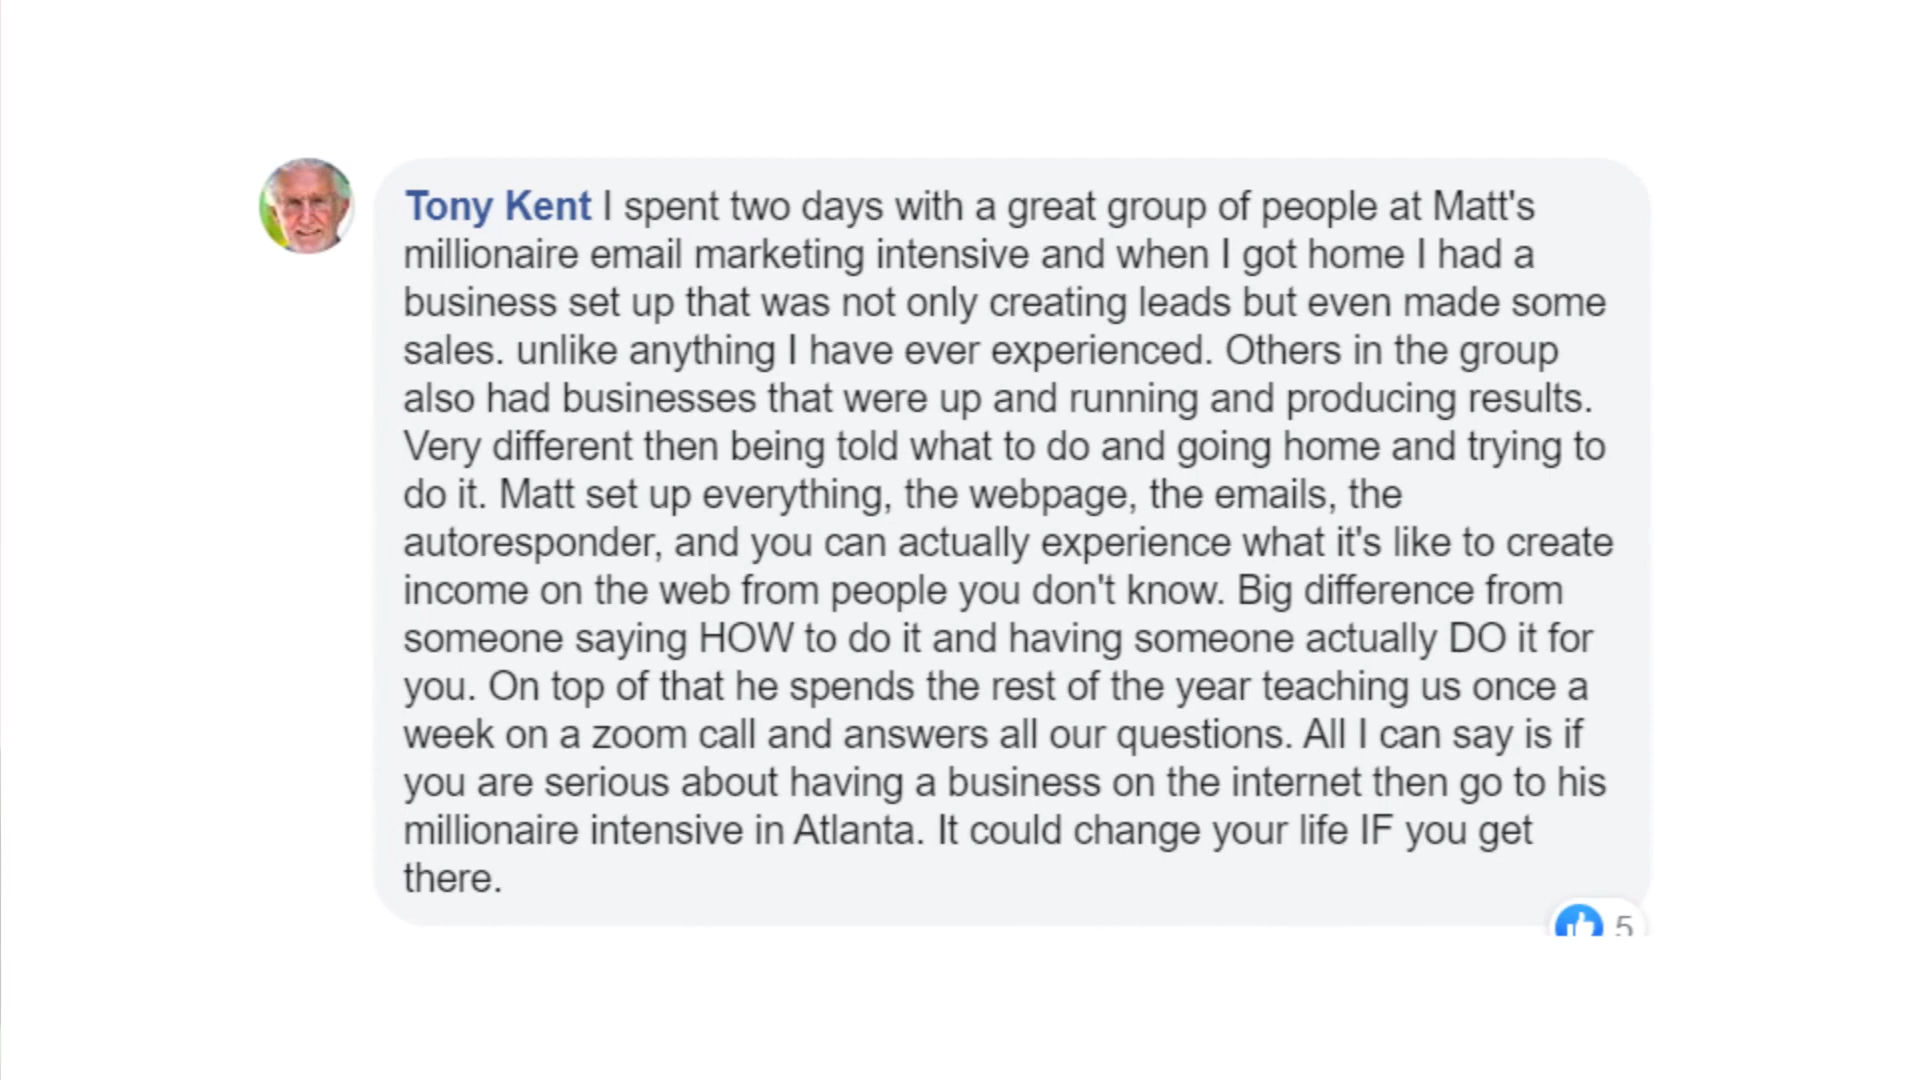 Tony Kent I spent two days with a great group of people at Matt's
millionaire email marketing intensive and when I got home I had a
business set up that was not only creating leads but even made some
sales. unlike anything I have ever experienced. Others in the group
also had businesses that were up and running and producing results.
Very different then being told what to do and going home and trying to
do it. Matt set up everything, the webpage, the emails, the
autoresponder, and you can actually experience what it's like to create
income on the web from people you don't know. Big difference from
someone saying HOW to do it and having someone actually DO it for
you. On top of that he spends the rest of the year teaching us once a
week on a zoom call and answers all our questions. All I can say is if
you are serious about having a business on the internet then go to his
millionaire intensive in Atlanta. It could change your life IF you get
there.
5